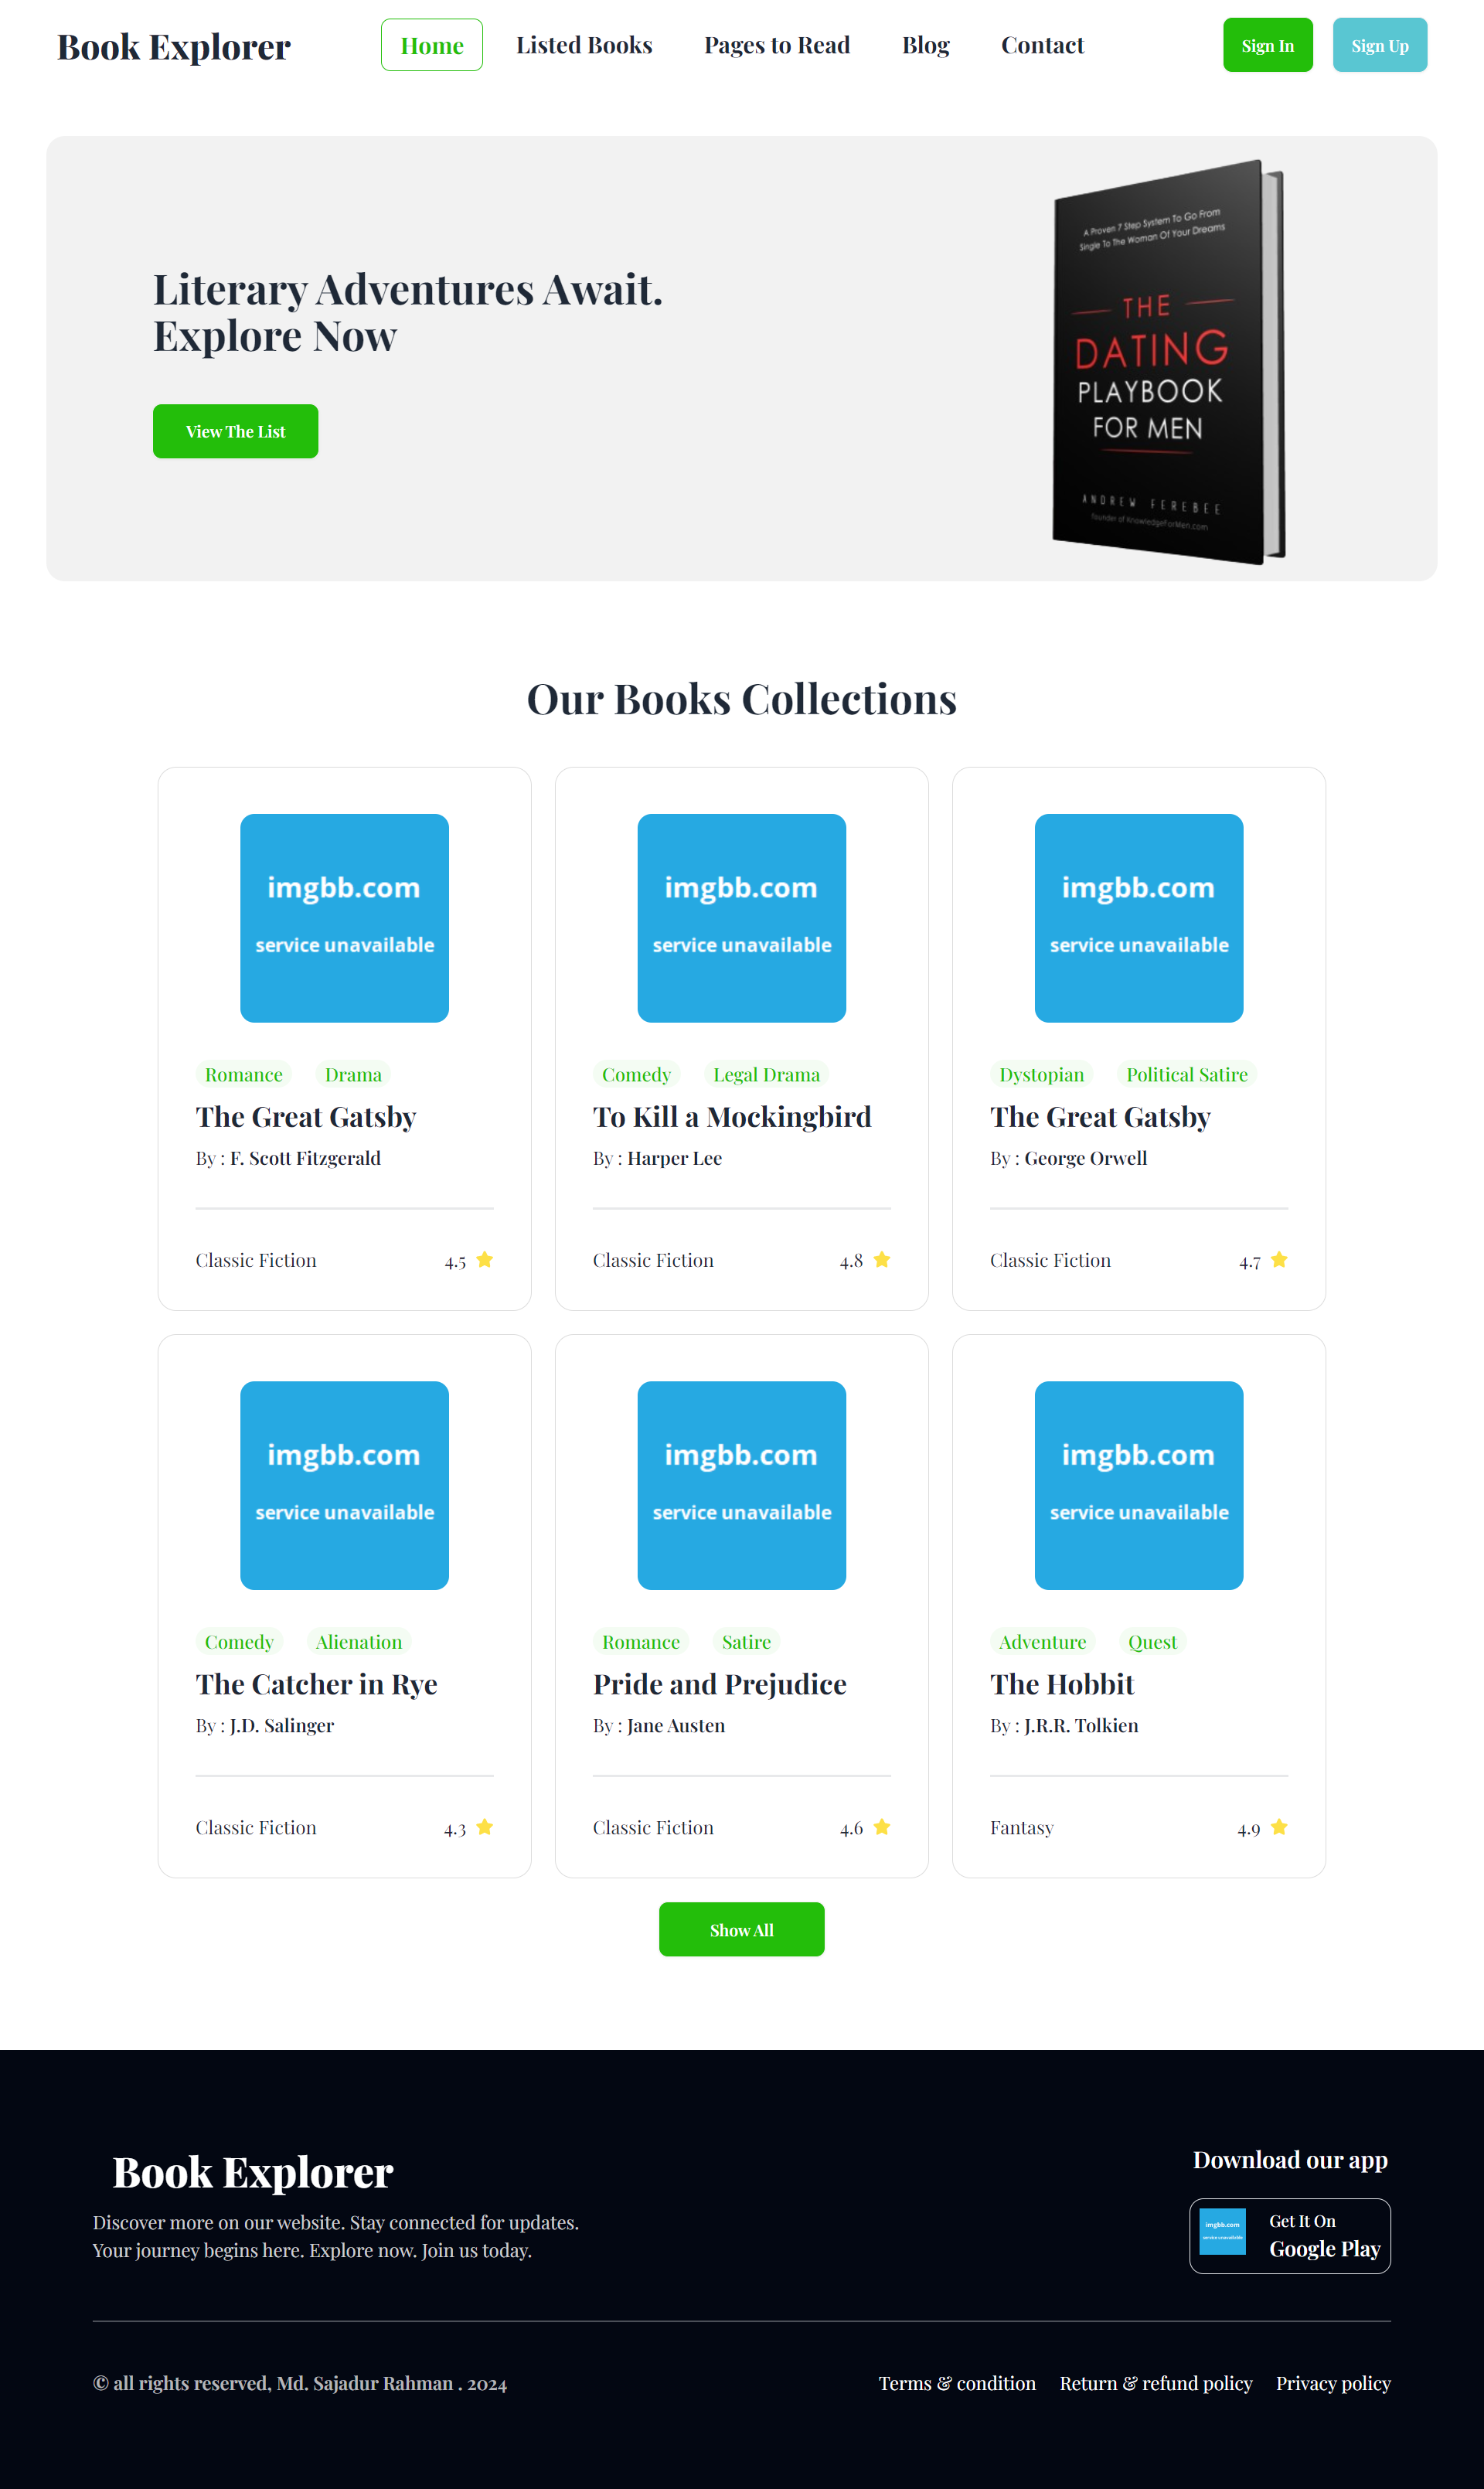 Book Explorer
Home
Listed Books
Pages to Read
Blog
Contact
Sign In
Sign Up
Literary Adventures Await.
Explore Now
View The List
A Proven 7 Step System To Go From
Single To The Woman Of Your Dreams
THE
DATING
PLAYBOOK
FOR MEN
ANDREW FEREBEE
Founder of KnowledgeForMen.com
Our Books Collections
imgbb.com
service unavailable
Romance
Drama
The Great Gatsby
By : F. Scott Fitzgerald
Classic Fiction
4.5
imgbb.com
service unavailable
Comedy
Legal Drama
To Kill a Mockingbird
By : Harper Lee
Classic Fiction
4.8
imgbb.com
service unavailable
Dystopian
Political Satire
The Great Gatsby
By : George Orwell
Classic Fiction
4.7
imgbb.com
service unavailable
Comedy
Alienation
The Catcher in Rye
By : J.D. Salinger
Classic Fiction
4.3
imgbb.com
service unavailable
Romance
Satire
Pride and Prejudice
By : Jane Austen
Classic Fiction
4.6
imgbb.com
service unavailable
Adventure
Quest
The Hobbit
By : J.R.R. Tolkien
Fantasy
4.9
Show All
Book Explorer
Discover more on our website. Stay connected for updates.
Your journey begins here. Explore now. Join us today.
Download our app
imgbb.com
service unavailable
Get It On
Google Play
© all rights reserved, Md. Sajadur Rahman . 2024
Terms & condition
Return & refund policy
Privacy policy